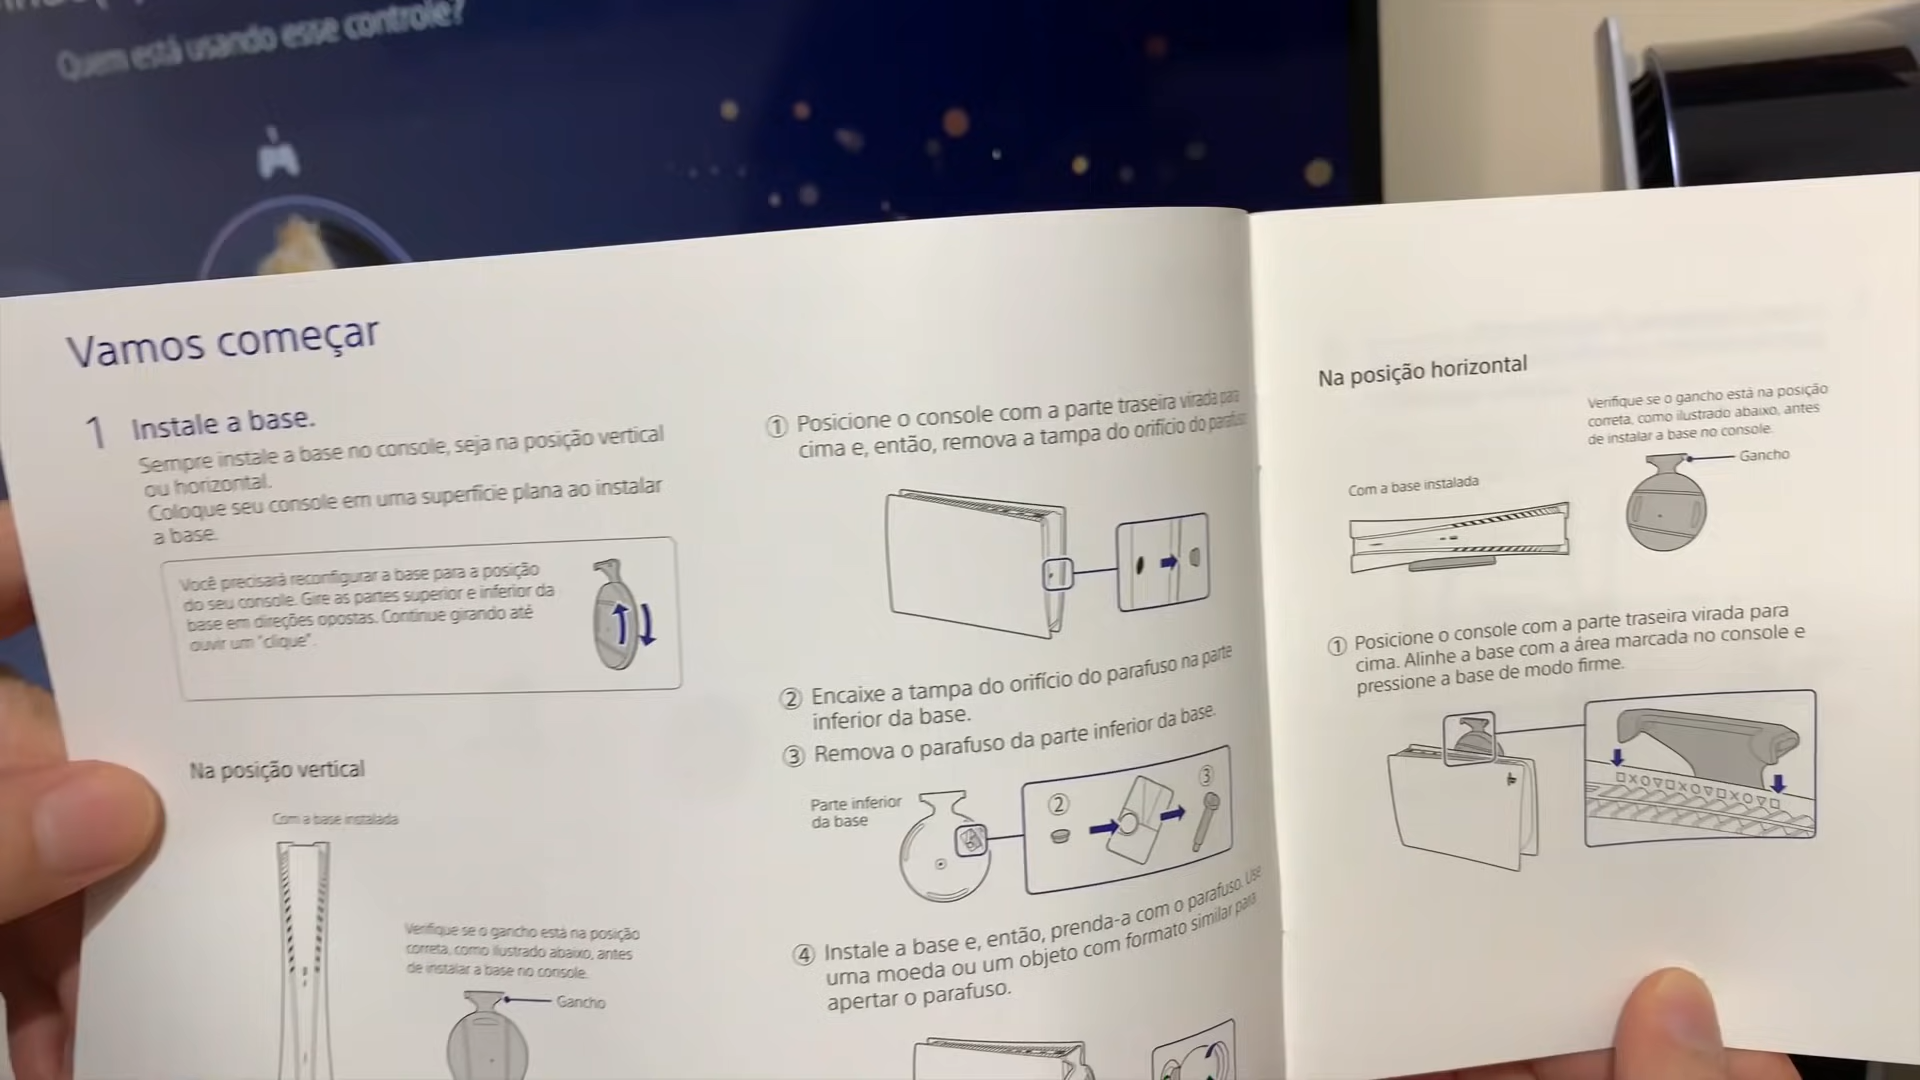 Quem está usando esse controle?
Vamos começar
1 Instale a base.
Sempre instale a base no console, seja na posição vertical
ou horizontal.
Coloque seu console em uma superfície plana ao instalar
a base.
Você precisará reconfigurar a base para a posição
do seu console. Gire as partes superior e inferior da
base em direções opostas. Continue girando até
ouvir um "clique".
Na posição vertical
Com a base instalada
Verifique se o gancho está na posição
correta, como ilustrado abaixo, antes
de instalar a base no console.
Gancho
① Posicione o console com a parte traseira virada para
cima e, então, remova a tampa do orifício do parafuso.
② Encaixe a tampa do orifício do parafuso na parte
inferior da base.
③ Remova o parafuso da parte inferior da base.
Parte inferior
da base
②
③
④ Instale a base e, então, prenda-a com o parafuso. Use
uma moeda ou um objeto com formato similar para
apertar o parafuso.
Na posição horizontal
Verifique se o gancho está na posição
correta, como ilustrado abaixo, antes
de instalar a base no console.
Gancho
Com a base instalada
① Posicione o console com a parte traseira virada para
cima. Alinhe a base com a área marcada no console e
pressione a base de modo firme.